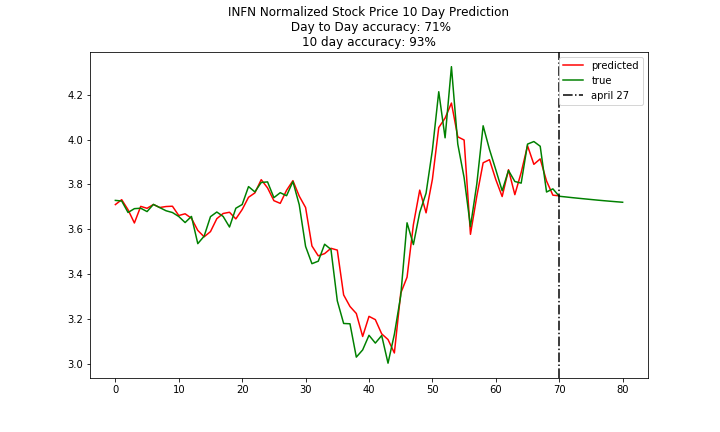 INFN Normalized Stock Price 10 Day Prediction
Day to Day accuracy: 71%
10 day accuracy: 93%
predicted
true
april 27
4.2
4.0
3.8
3.6
3.4
3.2
3.0
0 10 20 30 40 50 60 70 80